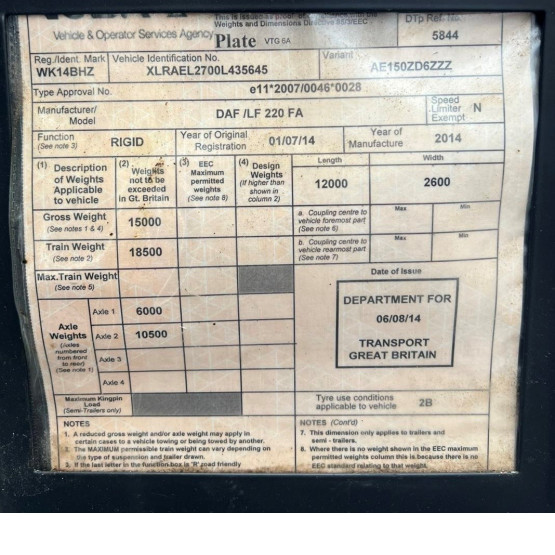 This is issued as proof of
Weights and Dimensions Directive 85/3/EEC
Vehicle & Operator Services Agency
Plate VTG 6A
DTp Ref. No.
5844
Reg./Ident. Mark
WK14BHZ
Vehicle Identification No.
XLRAEL2700L435645
Variant
AE150ZD6ZZZ
Type Approval No.
e11*2007/0046*0028
Manufacturer/
Model
DAF /LF 220 FA
Speed
Limiter N
Exempt
Function
(See note 3)
RIGID
Year of Original
Registration
01/07/14
Year of
Manufacture
2014
(1) Description
of Weights
Applicable
to vehicle
(2) Weights
not to be
exceeded
in Gt. Britain
(3) EEC
Maximum
permitted
weights
(See note 8)
(4) Design
Weights
(if higher than
shown in
column 2)
Length
12000
Width
2600
Gross Weight
(See notes 1 & 4)
15000
a. Coupling centre to
vehicle foremost part
(See note 6)
Max.
Min.
Train Weight
(See note 2)
18500
b. Coupling centre to
vehicle rearmost part
(See note 7)
Max.
Min.
Max.Train Weight
(See note 5)
Date of Issue
DEPARTMENT FOR
06/08/14
TRANSPORT
GREAT BRITAIN
Axle
Weights
(Axles
numbered
from front
to rear)
(See note 1)
Axle 1 6000
Axle 2 10500
Axle 3
Axle 4
Maximum Kingpin
Load
(Semi-Trailers only)
Tyre use conditions
applicable to vehicle 2B
NOTES
1. A reduced gross weight and/or axle weight may apply in
certain cases to a vehicle towing or being towed by another.
2. The MAXIMUM permissible train weight can vary depending on
the type of suspension and trailer drawn.
3. If the last letter in the function box is 'R' road friendly
NOTES (Cont'd)
7. This dimension only applies to trailers and
semi - trailers.
8. Where there is no weight shown in the EEC maximum
permitted weights column this is because there is no
EEC standard relating to that weight.